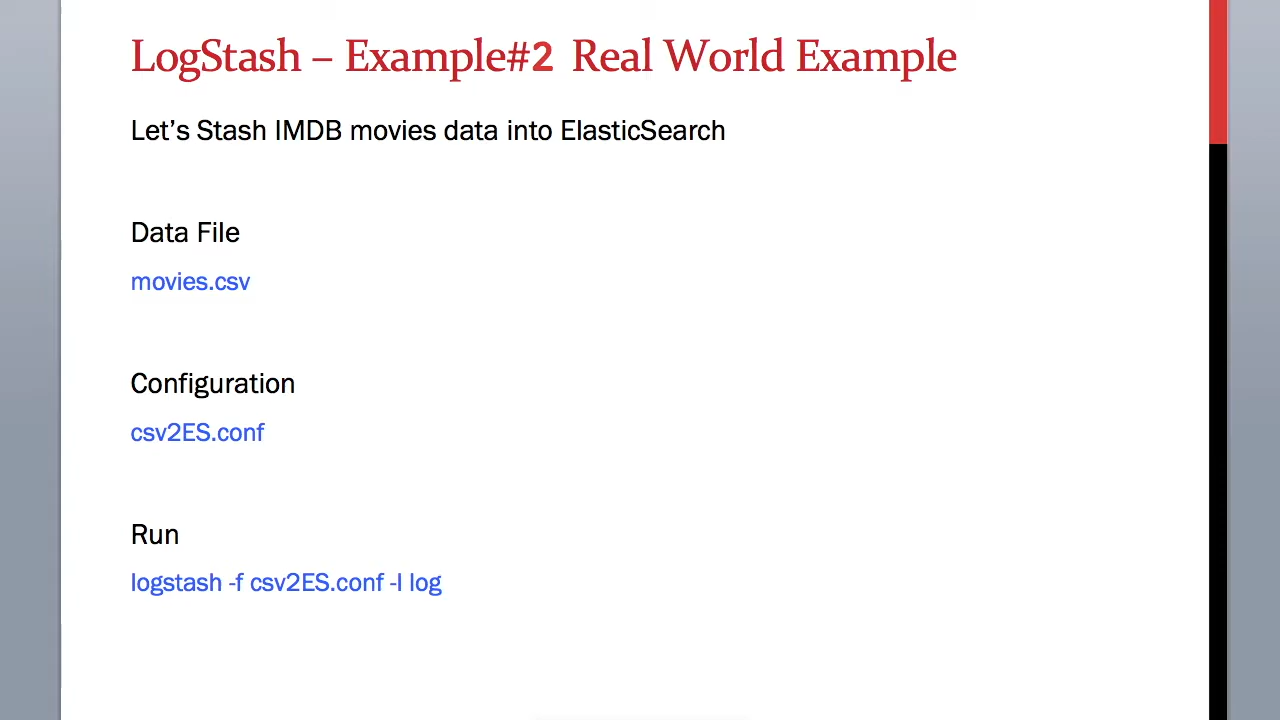 LogStash – Example#2 Real World Example
Let’s Stash IMDB movies data into ElasticSearch
Data File
movies.csv
Configuration
csv2ES.conf
Run
logstash -f csv2ES.conf -l log